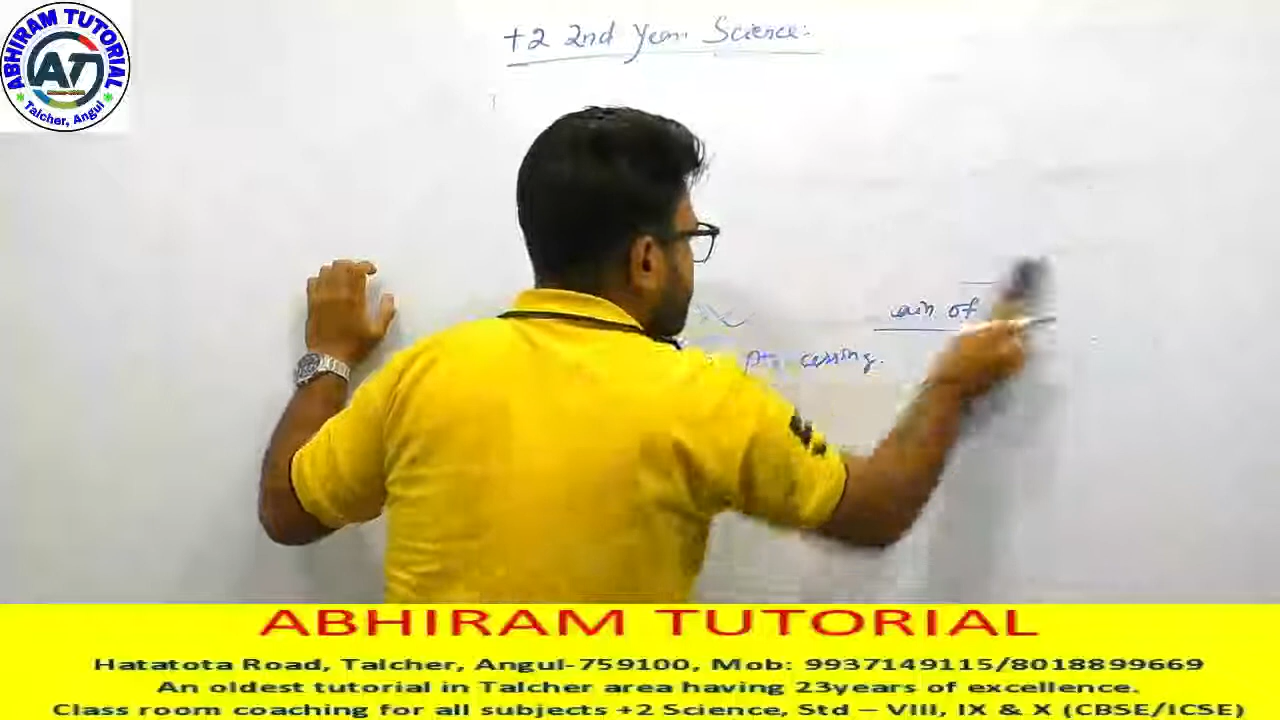 ABHIRAM TUTORIAL
AT
Talcher, Angul
+2 2nd Year Science:
of
cessing.
ABHIRAM TUTORIAL
Hatatota Road, Talcher, Angul-759100, Mob: 9937149115/8018899669
An oldest tutorial in Talcher area having 23years of excellence.
Class room coaching for all subjects +2 Science, Std – VIII, IX & X (CBSE/ICSE)